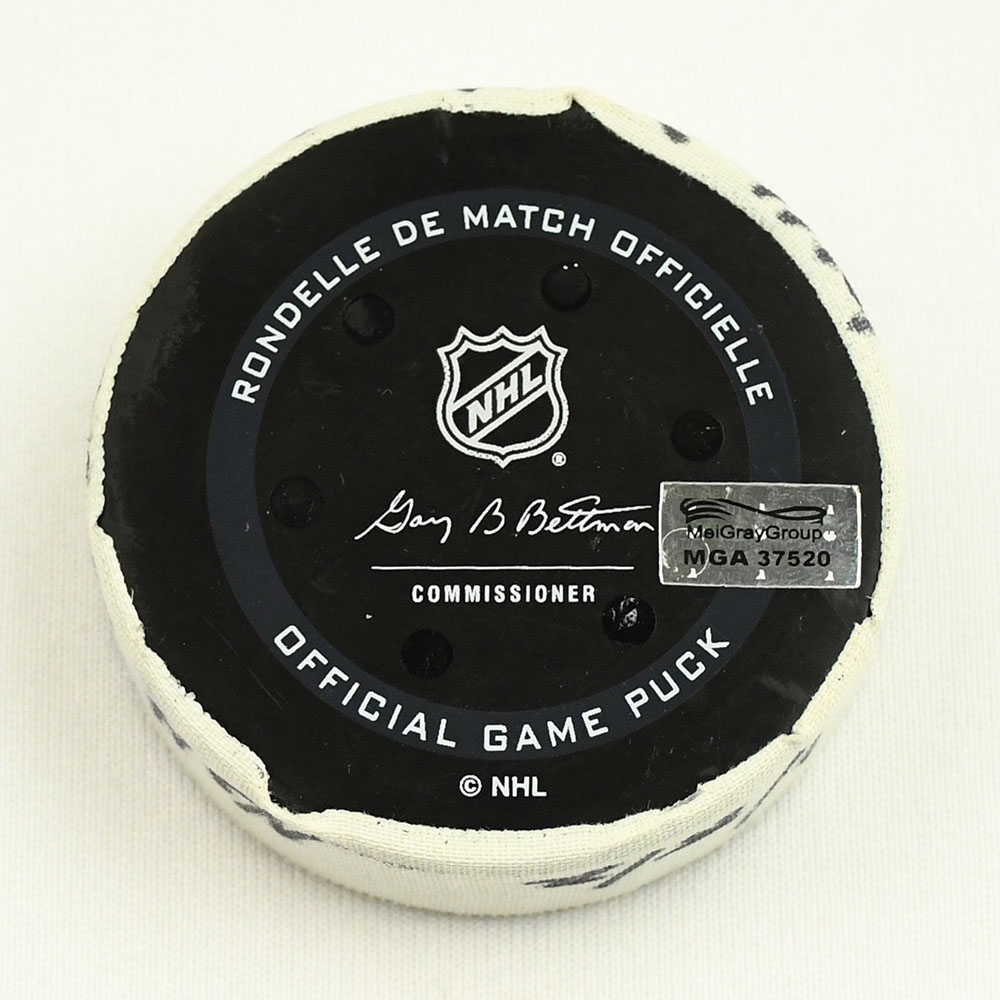 RONDELLE DE MATCH OFFICIELLE
NHL
®
Gary B Bettman
MeiGrayGroup
MGA 37520
COMMISSIONER
OFFICIAL GAME PUCK
© NHL